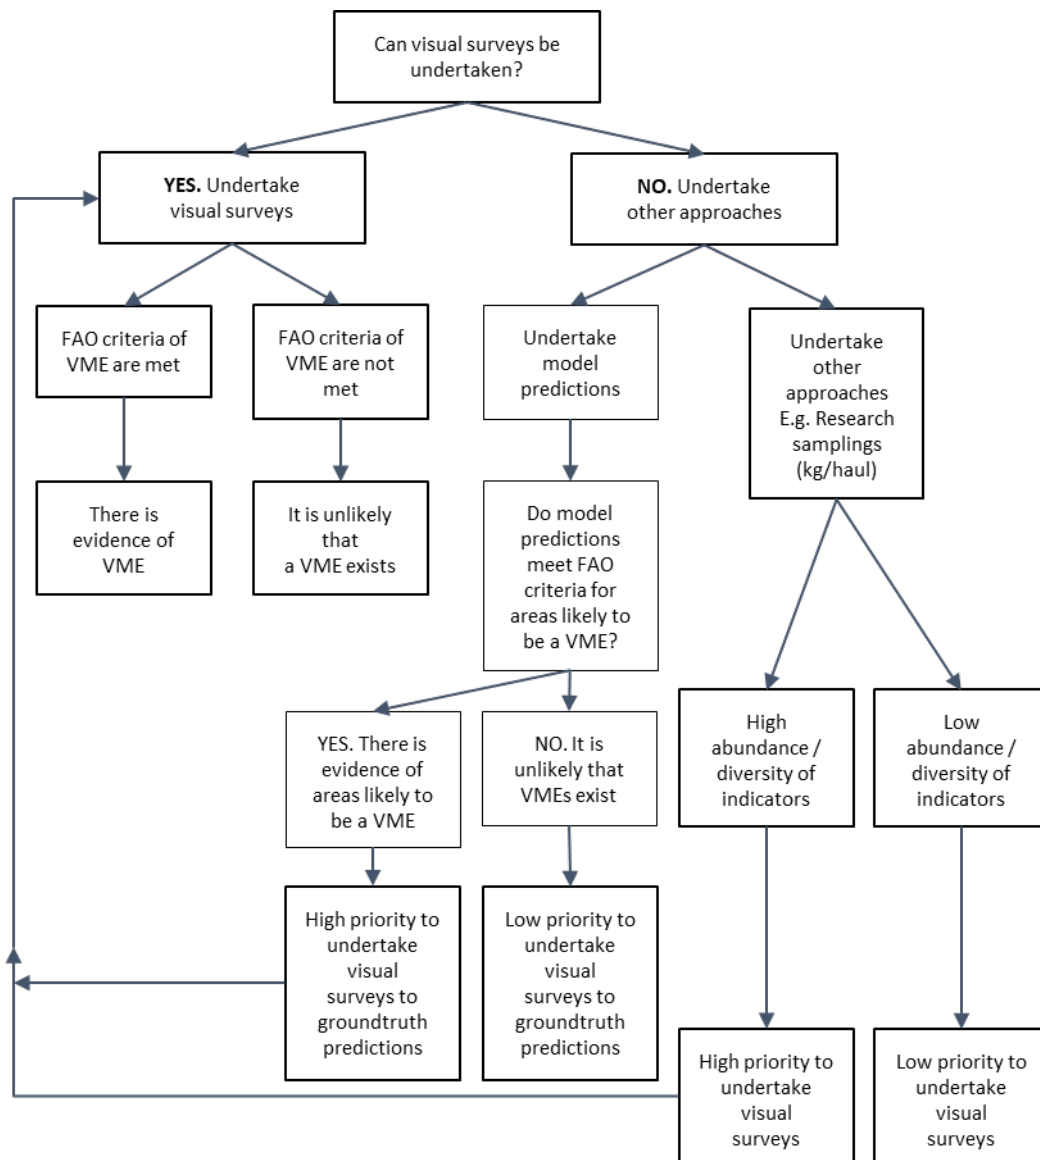 Can visual surveys be
undertaken?
YES. Undertake
visual surveys
NO. Undertake
other approaches
FAO criteria of
VME are met
FAO criteria of
VME are not
met
Undertake
model
predictions
Undertake
other
approaches
E.g. Research
samplings
(kg/haul)
There is
evidence of
VME
It is unlikely
that
a VME exists
Do model
predictions
meet FAO
criteria for
areas likely to
be a VME?
YES. There is
evidence of
areas likely to
be a VME
NO. It is
unlikely that
VMEs exist
High
abundance /
diversity of
indicators
Low
abundance /
diversity of
indicators
High priority to
undertake
visual
surveys to
groundtruth
predictions
Low priority to
undertake
visual
surveys to
groundtruth
predictions
High priority to
undertake
visual
surveys
Low priority to
undertake
visual
surveys